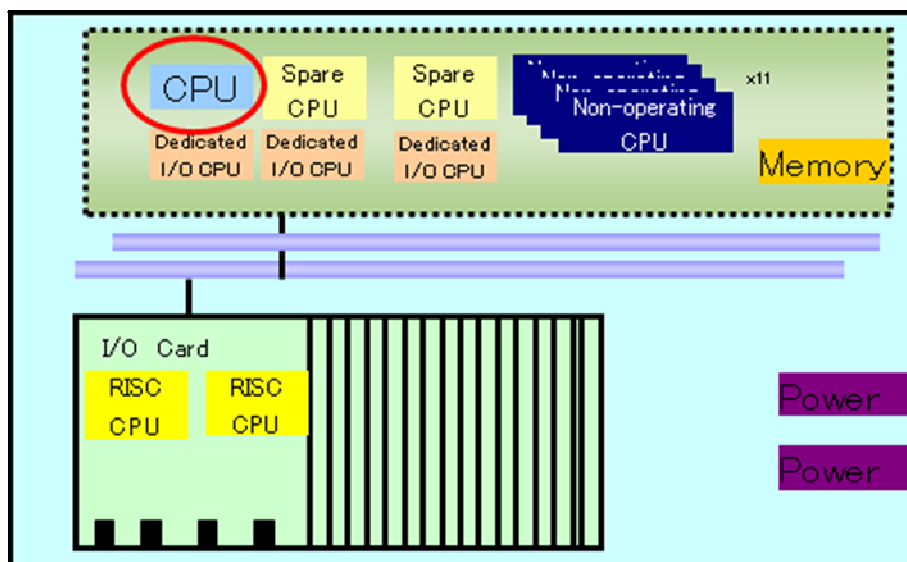 CPU
Spare
CPU
Spare
CPU
Non-operating
CPU
×11
Dedicated
I/O CPU
Dedicated
I/O CPU
Dedicated
I/O CPU
Memory
I/O Card
RISC
CPU
RISC
CPU
Power
Power